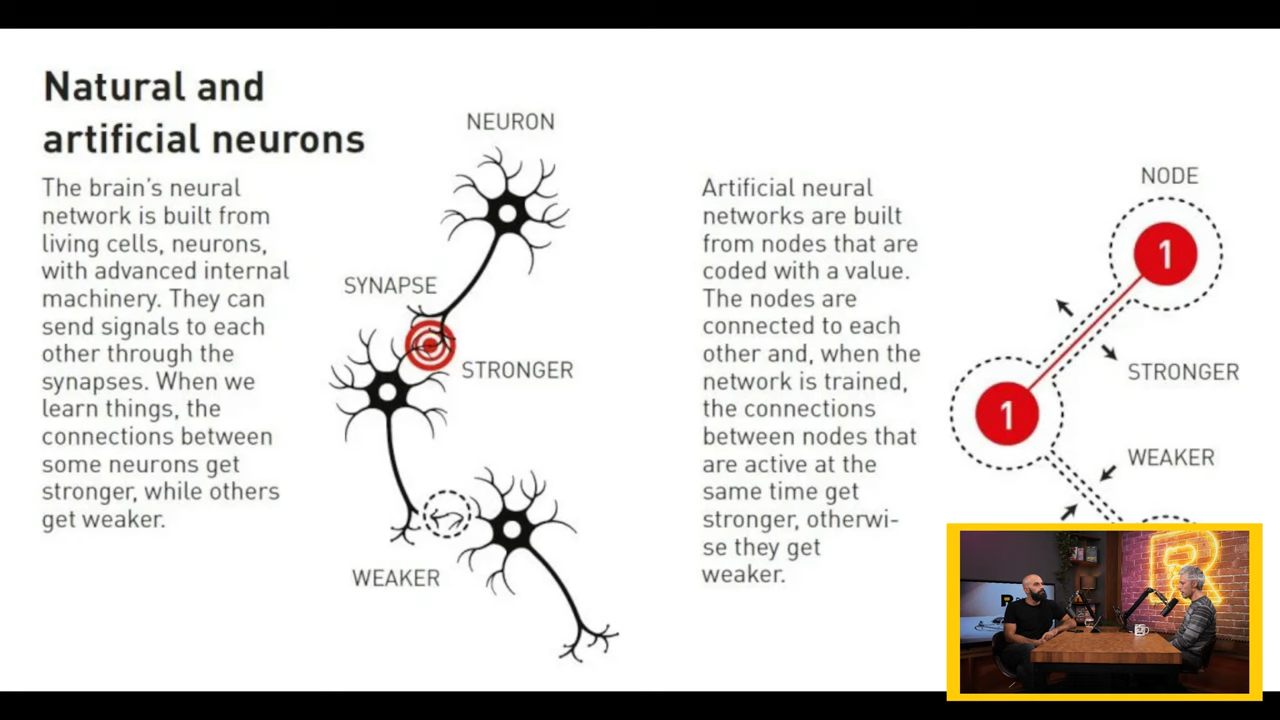 Natural and
artificial neurons
The brain’s neural
network is built from
living cells, neurons,
with advanced internal
machinery. They can
send signals to each
other through the
synapses. When we
learn things, the
connections between
some neurons get
stronger, while others
get weaker.
NEURON
SYNAPSE
STRONGER
WEAKER
Artificial neural
networks are built
from nodes that are
coded with a value.
The nodes are
connected to each
other and, when the
network is trained,
the connections
between nodes that
are active at the
same time get
stronger, otherwi-
se they get
weaker.
NODE
1
STRONGER
1
WEAKER
R